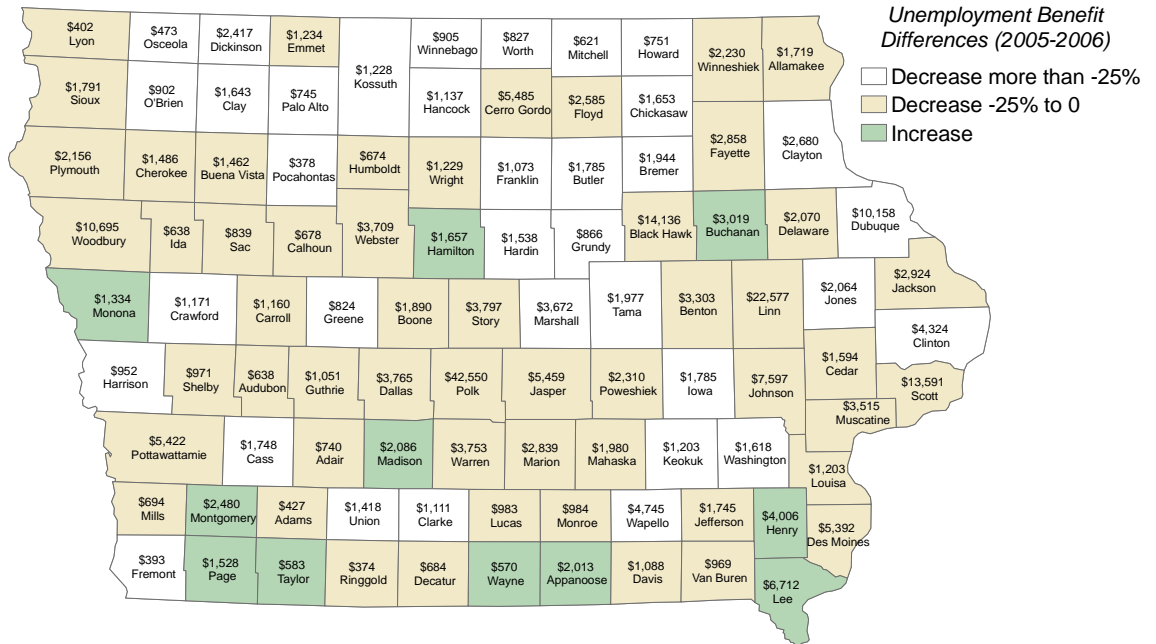 Unemployment Benefit
Differences (2005-2006)
Decrease more than -25%
Decrease -25% to 0
Increase
$402
Lyon
$473
Osceola
$2,417
Dickinson
$1,234
Emmet
$1,228
Kossuth
$905
Winnebago
$827
Worth
$621
Mitchell
$751
Howard
$2,230
Winneshiek
$1,719
Allamakee
$1,791
Sioux
$902
O'Brien
$1,643
Clay
$745
Palo Alto
$1,137
Hancock
$5,485
Cerro Gordo
$2,585
Floyd
$1,653
Chickasaw
$2,156
Plymouth
$1,486
Cherokee
$1,462
Buena Vista
$378
Pocahontas
$674
Humboldt
$1,229
Wright
$1,073
Franklin
$1,785
Butler
$1,944
Bremer
$2,858
Fayette
$2,680
Clayton
$10,695
Woodbury
$638
Ida
$839
Sac
$678
Calhoun
$3,709
Webster
$1,657
Hamilton
$1,538
Hardin
$866
Grundy
$14,136
Black Hawk
$3,019
Buchanan
$2,070
Delaware
$10,158
Dubuque
$1,334
Monona
$1,171
Crawford
$1,160
Carroll
$824
Greene
$1,890
Boone
$3,797
Story
$3,672
Marshall
$1,977
Tama
$3,303
Benton
$22,577
Linn
$2,064
Jones
$2,924
Jackson
$4,324
Clinton
$952
Harrison
$971
Shelby
$638
Audubon
$1,051
Guthrie
$3,765
Dallas
$42,550
Polk
$5,459
Jasper
$2,310
Poweshiek
$1,785
Iowa
$7,597
Johnson
$1,594
Cedar
$13,591
Scott
$3,515
Muscatine
$5,422
Pottawattamie
$1,748
Cass
$740
Adair
$2,086
Madison
$3,753
Warren
$2,839
Marion
$1,980
Mahaska
$1,203
Keokuk
$1,618
Washington
$1,203
Louisa
$694
Mills
$2,480
Montgomery
$427
Adams
$1,418
Union
$1,111
Clarke
$983
Lucas
$984
Monroe
$4,745
Wapello
$1,745
Jefferson
$4,006
Henry
$5,392
Des Moines
$393
Fremont
$1,528
Page
$583
Taylor
$374
Ringgold
$684
Decatur
$570
Wayne
$2,013
Appanoose
$1,088
Davis
$969
Van Buren
$6,712
Lee